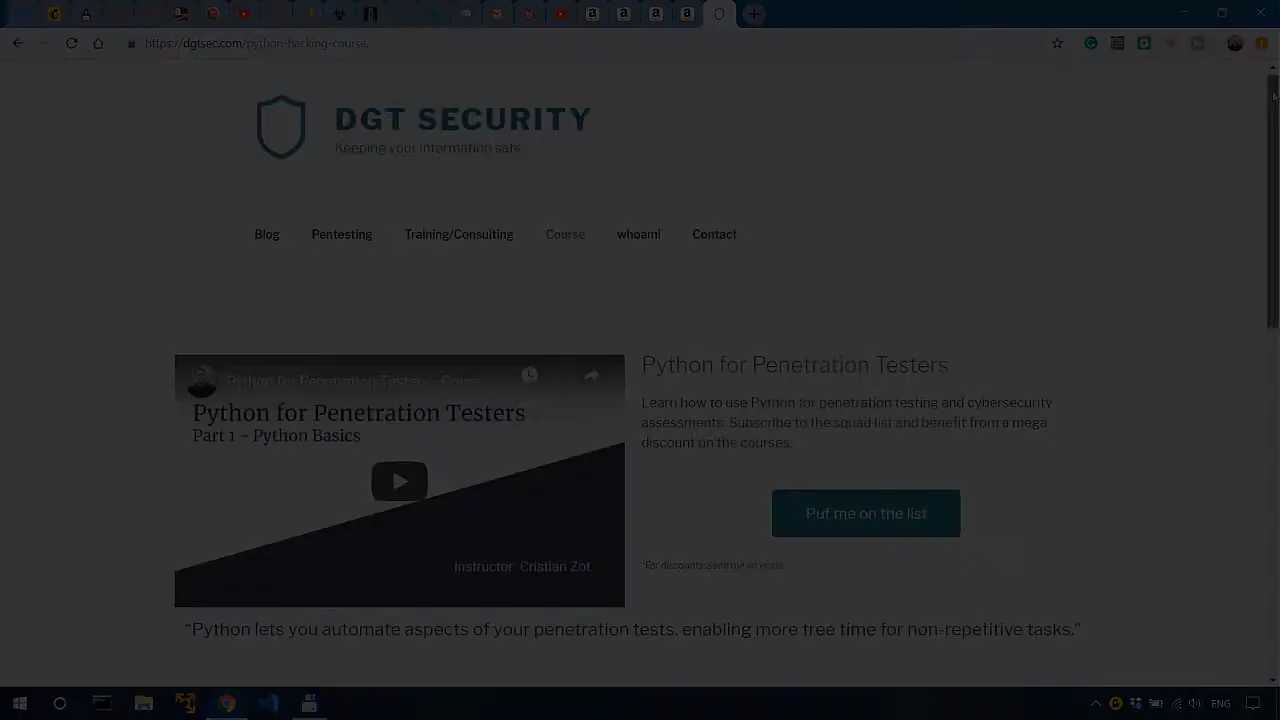 https://dgtsec.com/python-hacking-course.
DGT SECURITY
Keeping your information safe
Blog
Pentesting
Training/Consulting
Course
whoami
Contact
Python for Penetration Testers - Course
Python for Penetration Testers
Part 1 - Python Basics
Instructor: Cristian Zot
Python for Penetration Testers
Learn how to use Python for penetration testing and cybersecurity
assessments. Subscribe to the squad list and benefit from a mega
discount on the courses.
Put me on the list
*For discounts send me an email
“Python lets you automate aspects of your penetration tests. enabling more free time for non-repetitive tasks.”
ENG